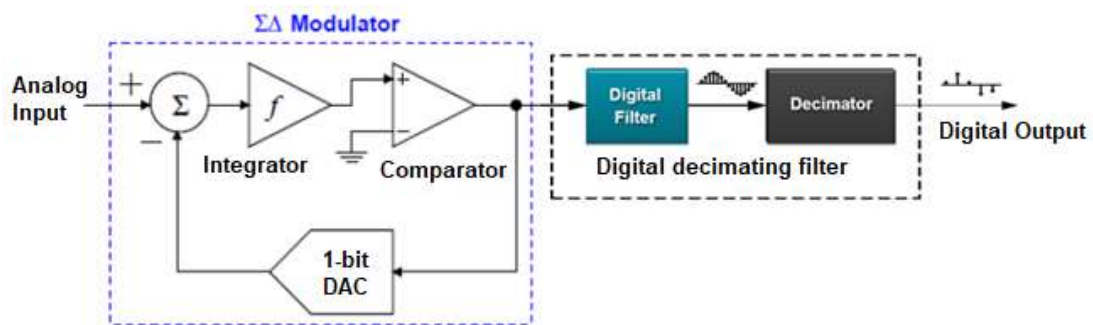 ΣΔ Modulator
Analog
Input
+
Σ
−
f
Integrator
+
−
Comparator
1-bit
DAC
Digital
Filter
Decimator
Digital decimating filter
Digital Output